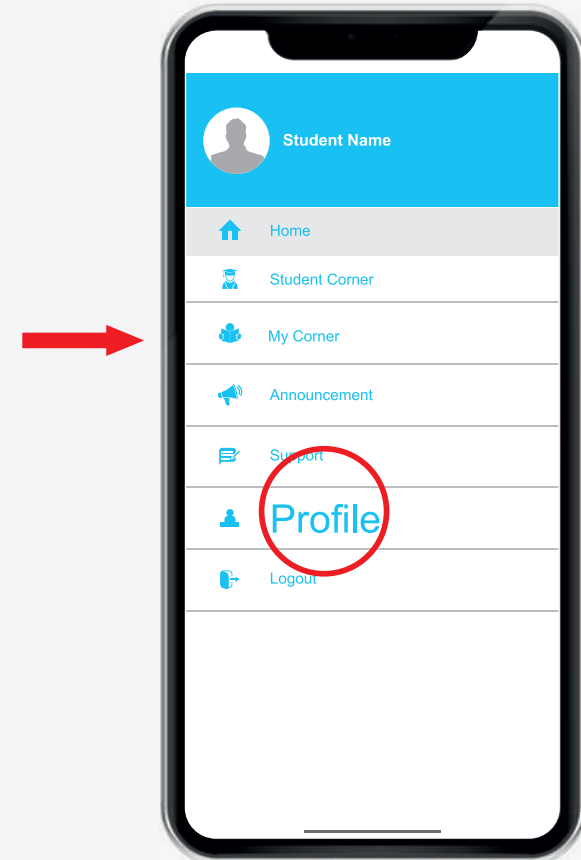 Student Name
Home
Student Corner
My Corner
Announcement
Support
Profile
Logout